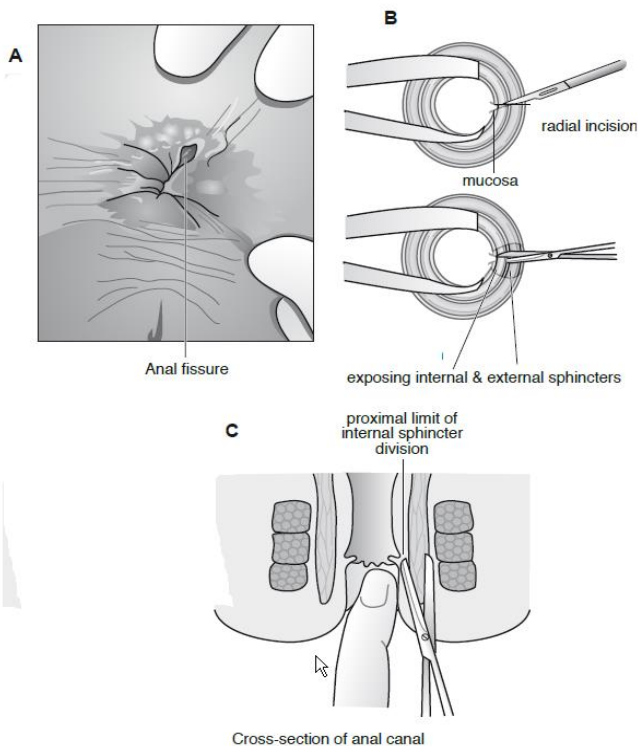 A
Anal fissure
B
radial incision
mucosa
exposing internal & external sphincters
C
proximal limit of
internal sphincter
division
Cross-section of anal canal